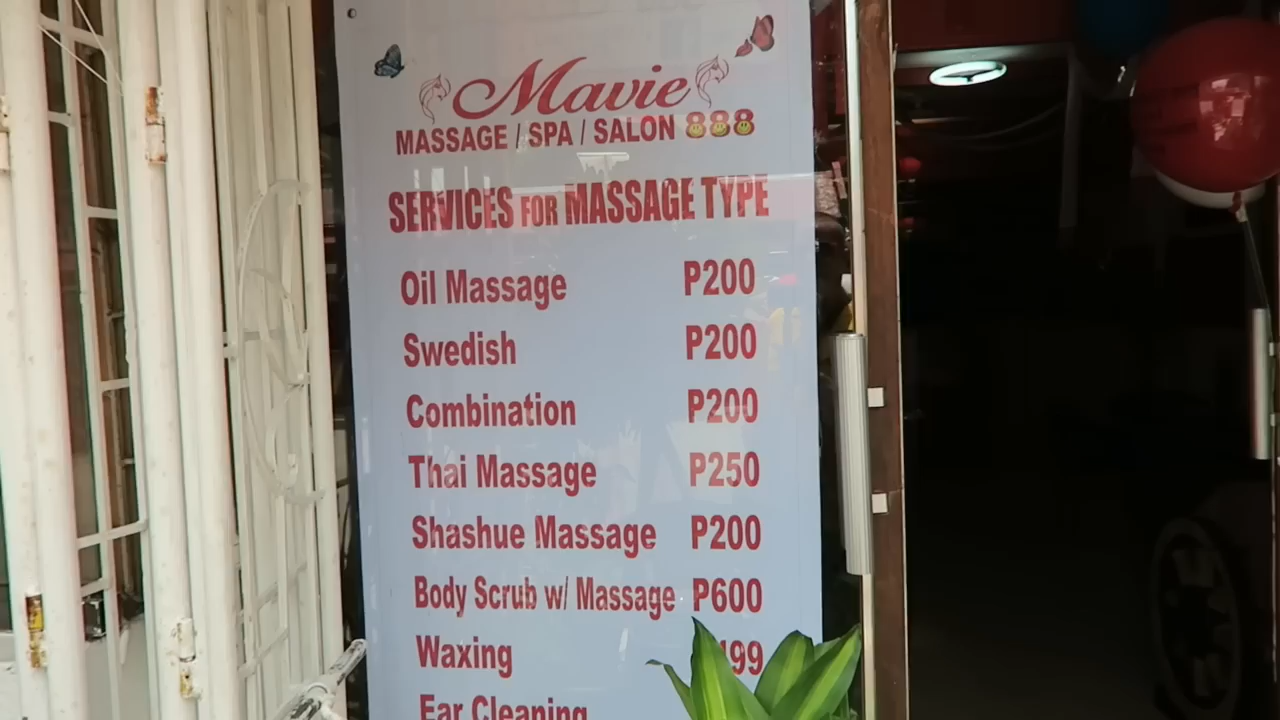 Mavie
MASSAGE / SPA / SALON 888
SERVICES FOR MASSAGE TYPE
Oil Massage P200
Swedish P200
Combination P200
Thai Massage P250
Shashue Massage P200
Body Scrub w/ Massage P600
Waxing
Ear Cleaning